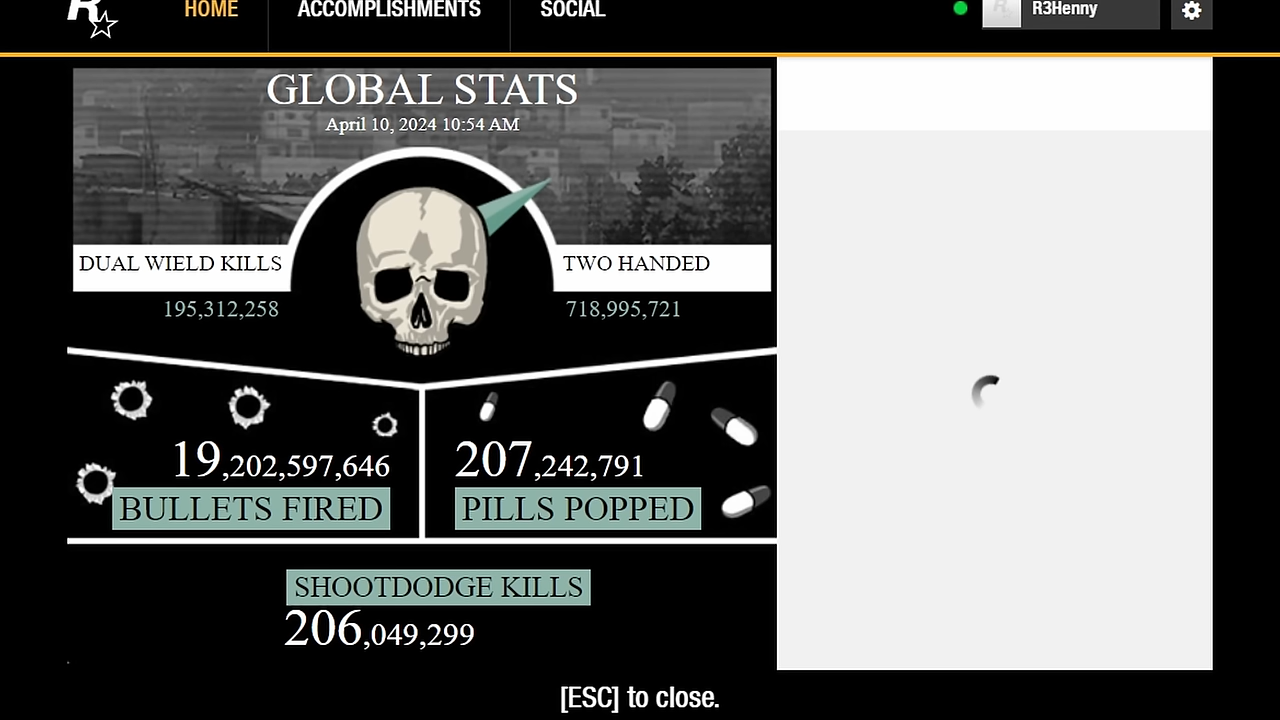 R
HOME
ACCOMPLISHMENTS
SOCIAL
R3Henny
GLOBAL STATS
April 10, 2024 10:54 AM
DUAL WIELD KILLS
TWO HANDED
195,312,258
718,995,721
19,202,597,646
BULLETS FIRED
207,242,791
PILLS POPPED
SHOOTDODGE KILLS
206,049,299
[ESC] to close.